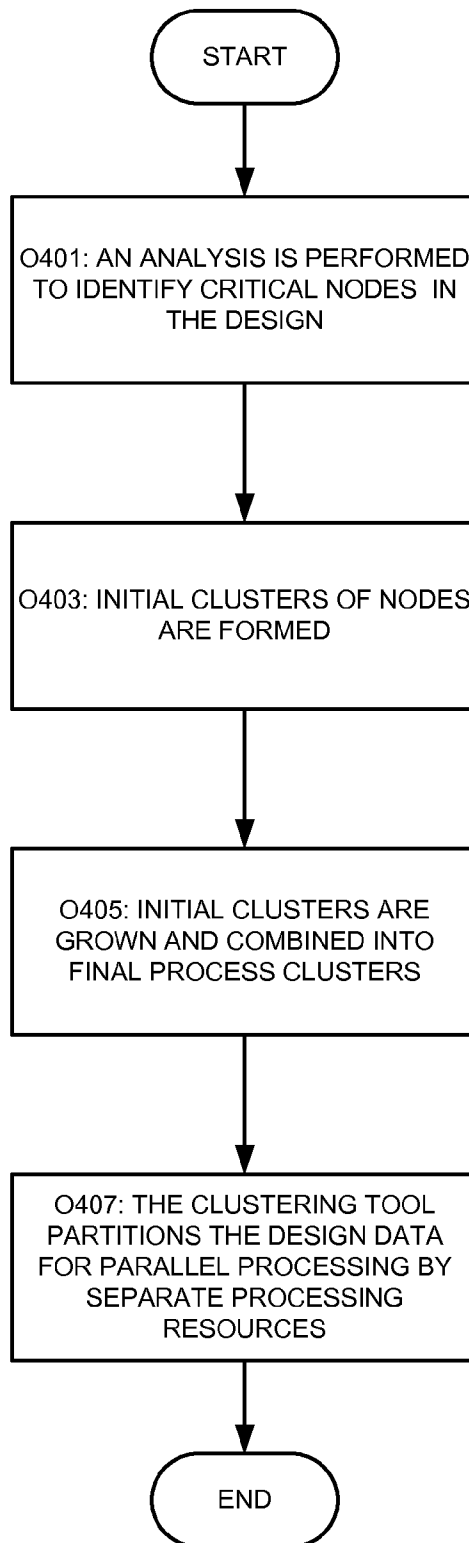 START
O401: AN ANALYSIS IS PERFORMED
TO IDENTIFY CRITICAL NODES IN
THE DESIGN
O403: INITIAL CLUSTERS OF NODES
ARE FORMED
O405: INITIAL CLUSTERS ARE
GROWN AND COMBINED INTO
FINAL PROCESS CLUSTERS
O407: THE CLUSTERING TOOL
PARTITIONS THE DESIGN DATA
FOR PARALLEL PROCESSING BY
SEPARATE PROCESSING
RESOURCES
END